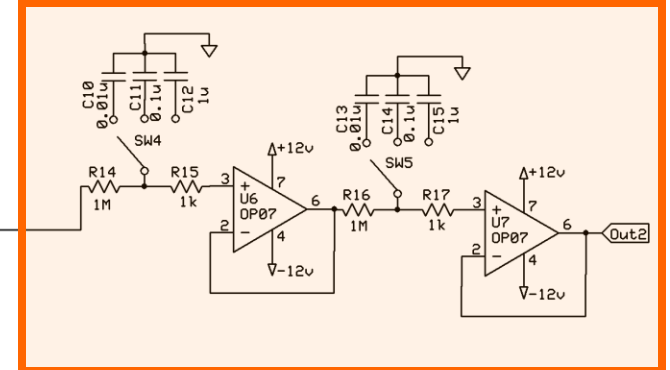 C10
0.01u
C11
0.1u
C12
1u
SW4
R14
1M
R15
1k
3
+
2
−
U6
OP07
7
+12v
6
4
−12v
C13
0.01u
C14
0.1u
C15
1u
SW5
R16
1M
R17
1k
3
+
2
−
U7
OP07
7
+12v
6
4
−12v
Out2